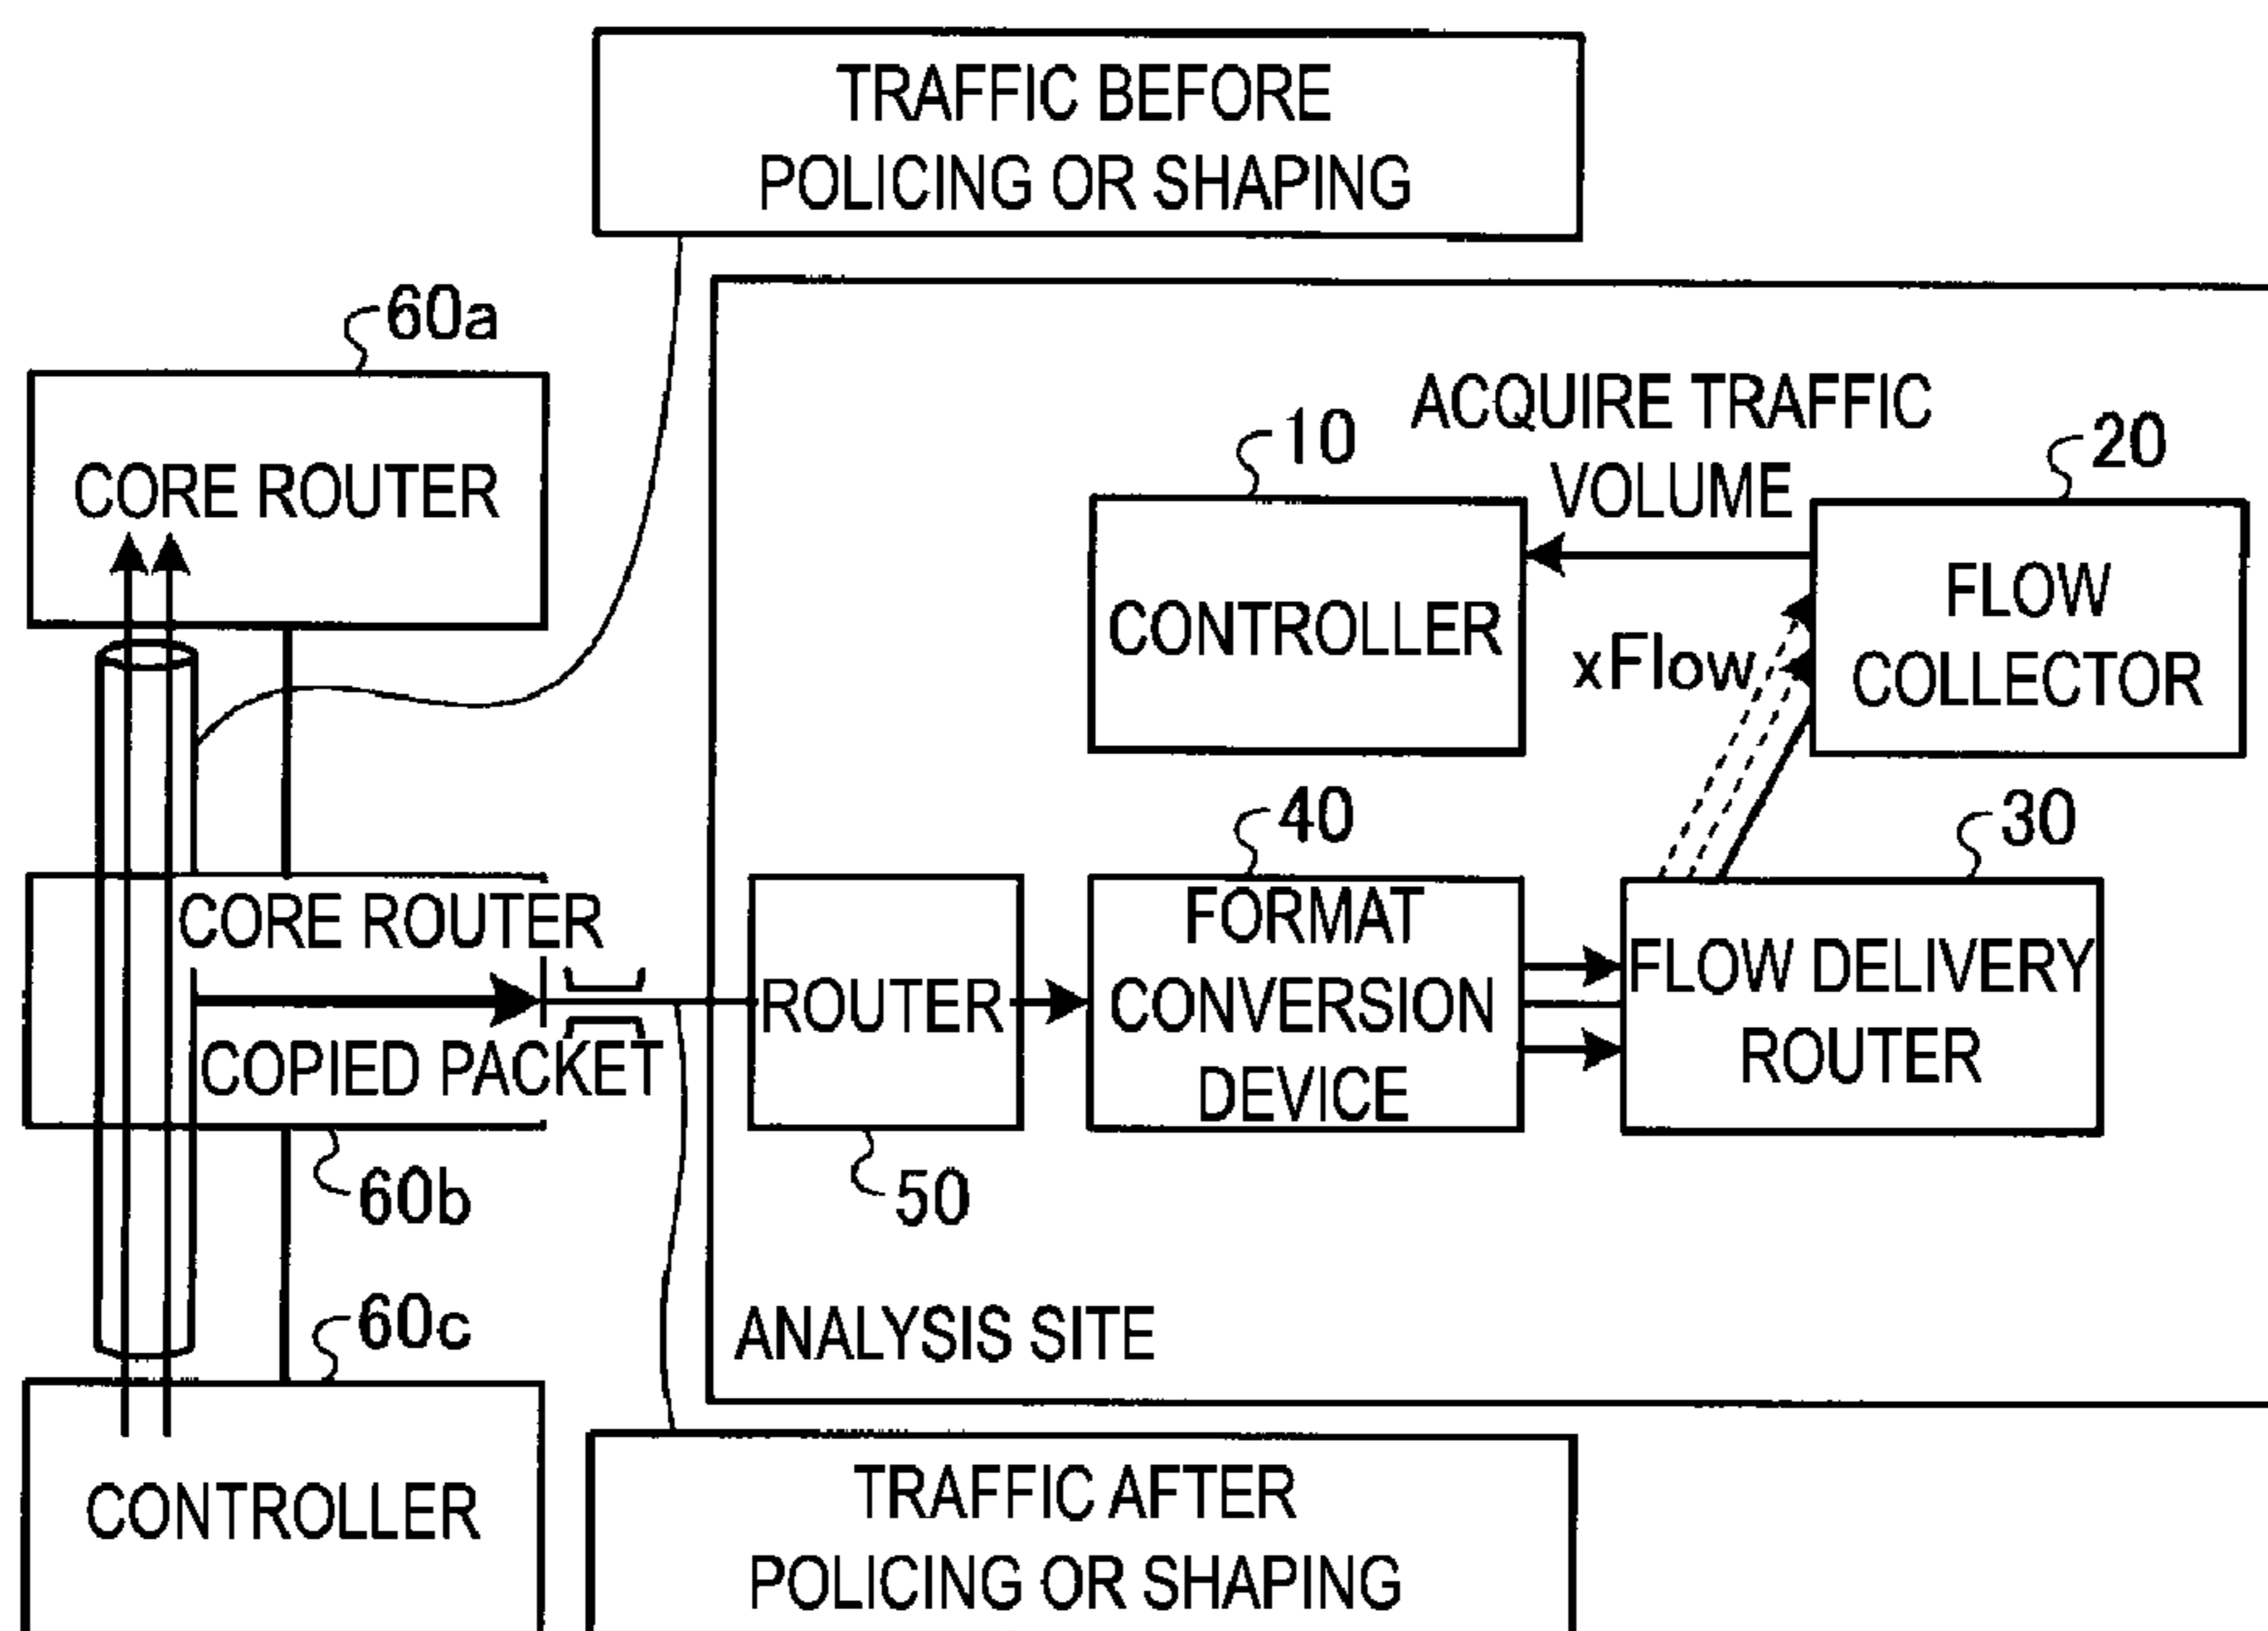 TRAFFIC BEFORE
POLICING OR SHAPING
60a
CORE ROUTER
ACQUIRE TRAFFIC
VOLUME
10
20
CONTROLLER
FLOW
COLLECTOR
xFlow
40
30
CORE ROUTER
COPIED PACKET
ROUTER
FORMAT
CONVERSION
DEVICE
FLOW DELIVERY
ROUTER
60b
50
60c
ANALYSIS SITE
CONTROLLER
TRAFFIC AFTER
POLICING OR SHAPING